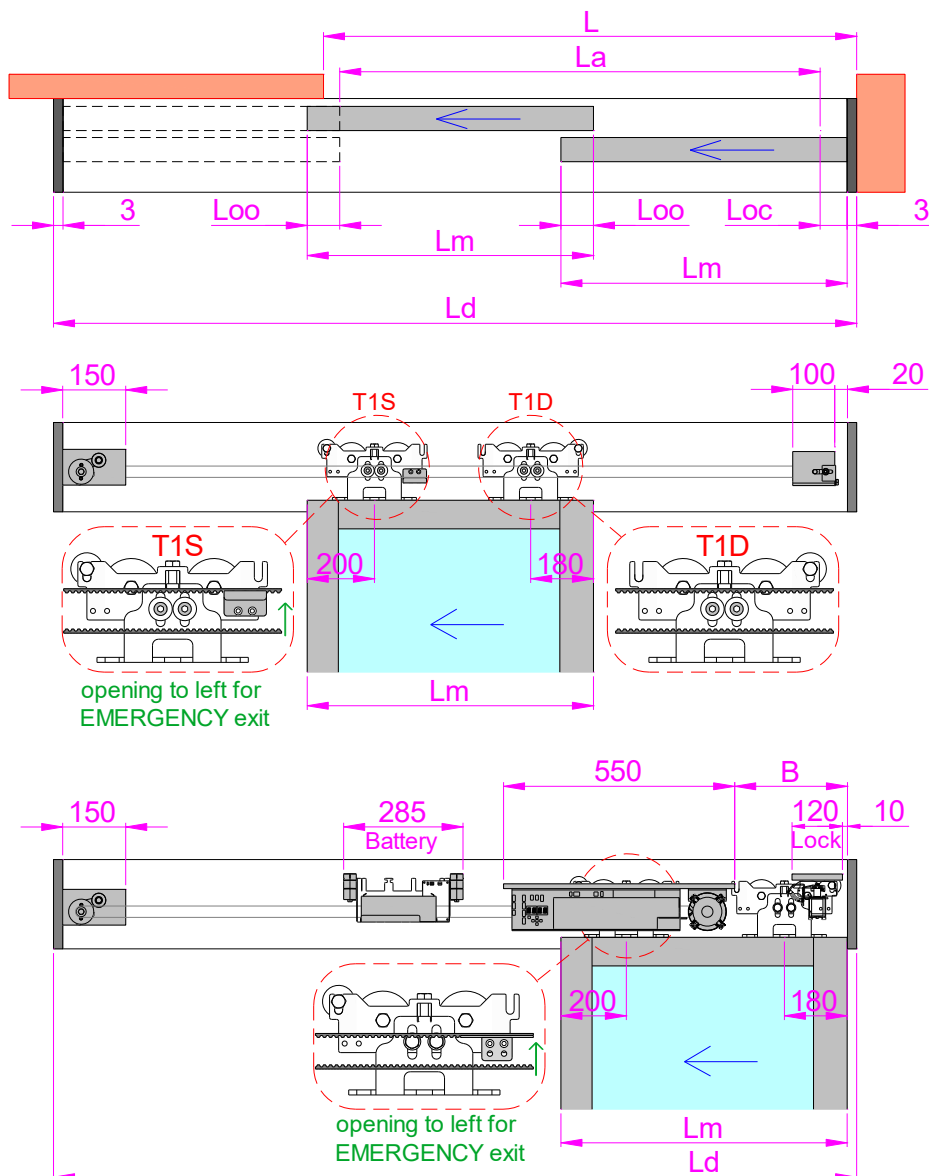 L
La
3
Loo
Loo
Loc
3
Lm
Lm
Ld
150
100
20
T1S
T1D
T1S
200
180
T1D
opening to left for
EMERGENCY exit
Lm
550
B
150
285
120
10
Battery
Lock
200
180
opening to left for
EMERGENCY exit
Lm
Ld